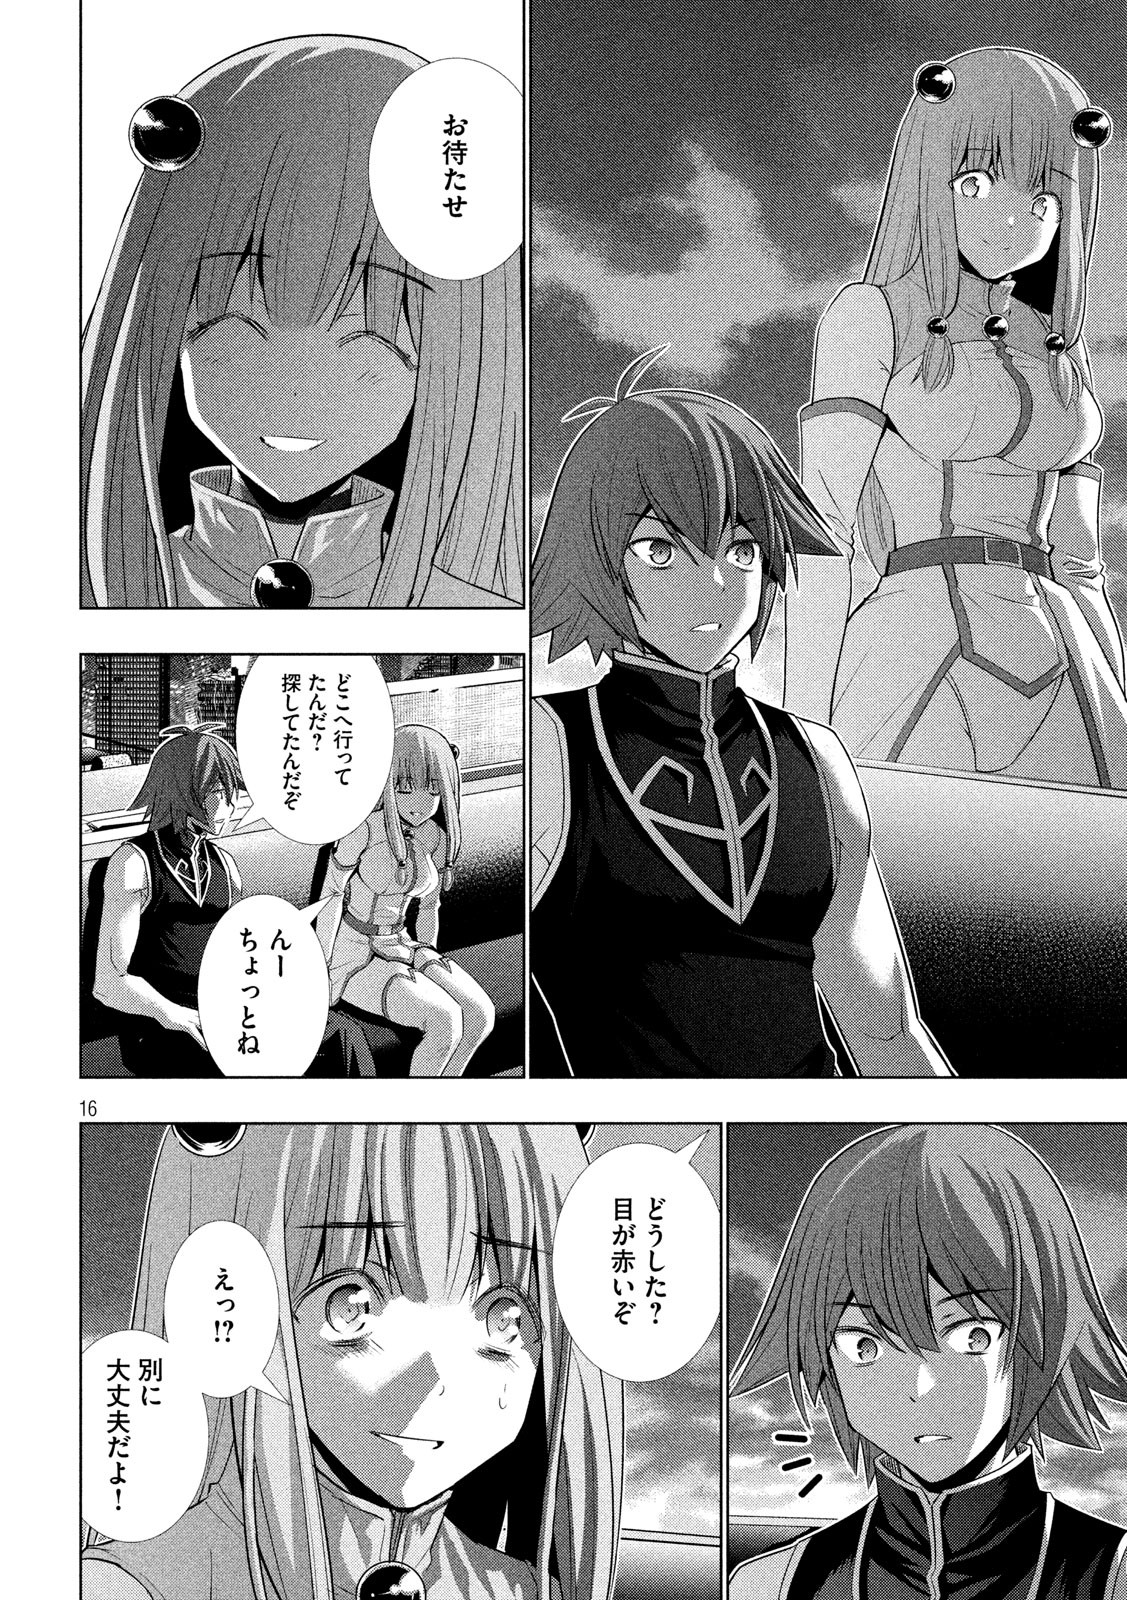 お待たせ
どこへ行って
たんだ？
探してたんだぞ
んー
ちょっとね
16
どうした？
目が赤いぞ
えっ!?
別に
大丈夫だよ！